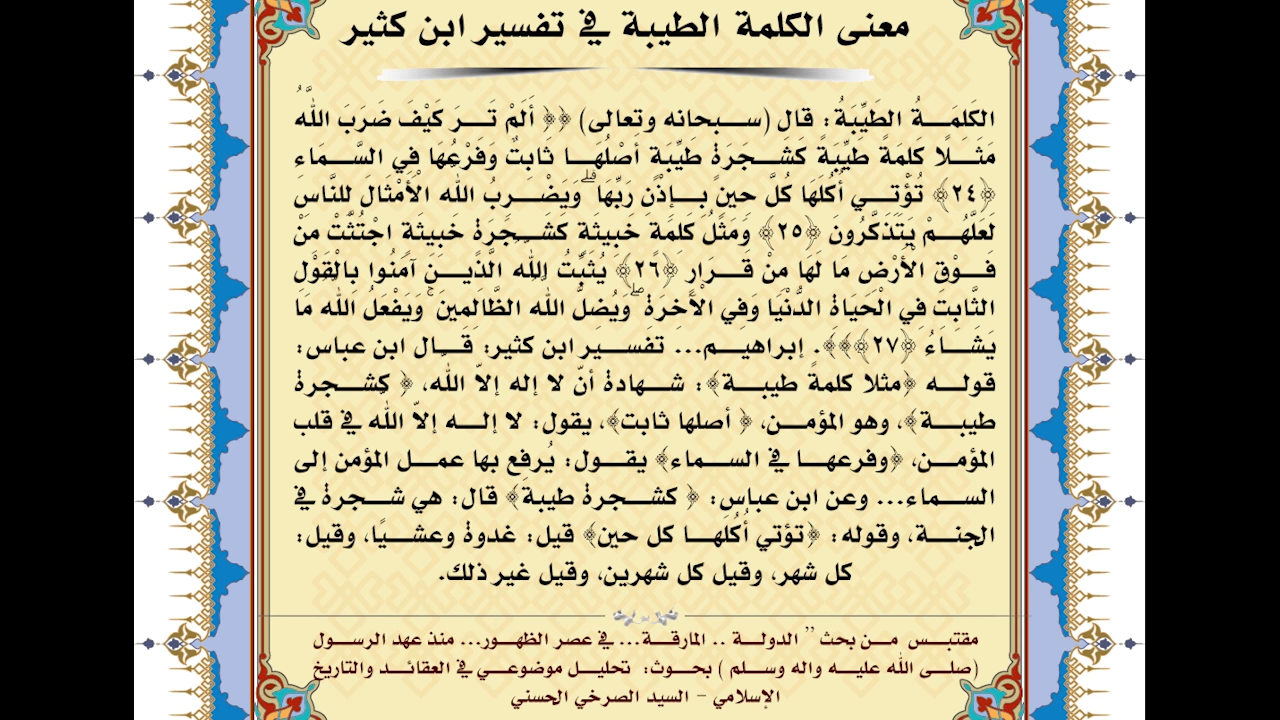 معنى الكلمة الطيبة في تفسير ابن كثير
الكَلمَةُ الطَيِّبَةُ: قال (سبحانه وتعالى) ﴿﴿ أَلَمْ تَرَ كَيْفَ ضَرَبَ اللَّهُ
مَثَلًا كَلِمَةً طَيِّبَةً كَشَجَرَةٍ طَيِّبَةٍ أَصْلُهَا ثَابِتٌ وَفَرْعُهَا فِي السَّمَاءِ
﴿٢٤﴾ تُؤْتِي أُكُلَهَا كُلَّ حِينٍ بِإِذْنِ رَبِّهَا ۗ وَيَضْرِبُ اللَّهُ الْأَمْثَالَ لِلنَّاسِ
لَعَلَّهُمْ يَتَذَكَّرُونَ ﴿٢٥﴾ وَمَثَلُ كَلِمَةٍ خَبِيثَةٍ كَشَجَرَةٍ خَبِيثَةٍ اجْتُثَّتْ مِنْ
فَوْقِ الْأَرْضِ مَا لَهَا مِنْ قَرَارٍ ﴿٢٦﴾ يُثَبِّتُ اللَّهُ الَّذِينَ آمَنُوا بِالْقَوْلِ
الثَّابِتِ فِي الْحَيَاةِ الدُّنْيَا وَفِي الْآخِرَةِ ۖ وَيُضِلُّ اللَّهُ الظَّالِمِينَ ۚ وَيَفْعَلُ اللَّهُ مَا
يَشَاءُ ﴿٢٧﴾﴾﴾. إبراهيم... تفسير ابن كثير: قال ابن عباس:
قوله ﴿مثلا كلمةً طيبة﴾: شهادة أنّ لا إله إلاّ الله، ﴿ كشجرة
طيبة﴾، وهو المؤمن، ﴿ أصلها ثابت﴾، يقول: لا إله إلاّ الله في قلب
المؤمن، ﴿وفرعها في السماء﴾ يقول: يُرفع بها عمل المؤمن إلى
السماء... وعن ابن عباس: ﴿ كشجرة طيبة﴾ قال: هي شجرة في
الجنة، وقوله: ﴿تؤتي أُكُلَها كل حين﴾ قيل: غدوة وعشيًا، وقيل:
كل شهر، وقيل كل شهرين، وقيل غير ذلك.
مقتبس من بحث " الدولة .. المارقة... في عصر الظهور... منذ عهد الرسول
(صلى الله عليه واله وسلم ) بحوث: تحليل موضوعي في العقائد والتاريخ
الإسلامي - السيد الصرخي الحسني